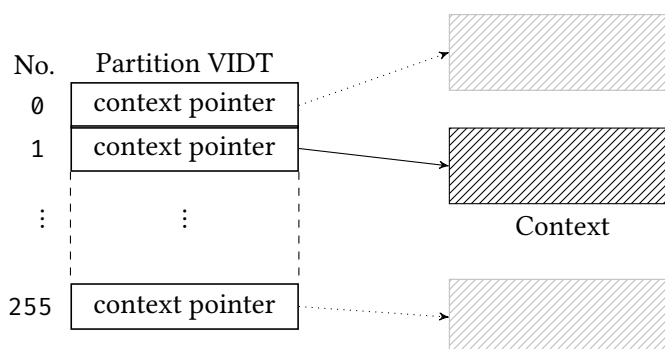 No. Partition VIDT
0 context pointer
1 context pointer
Context
⋮ ⋮
255 context pointer